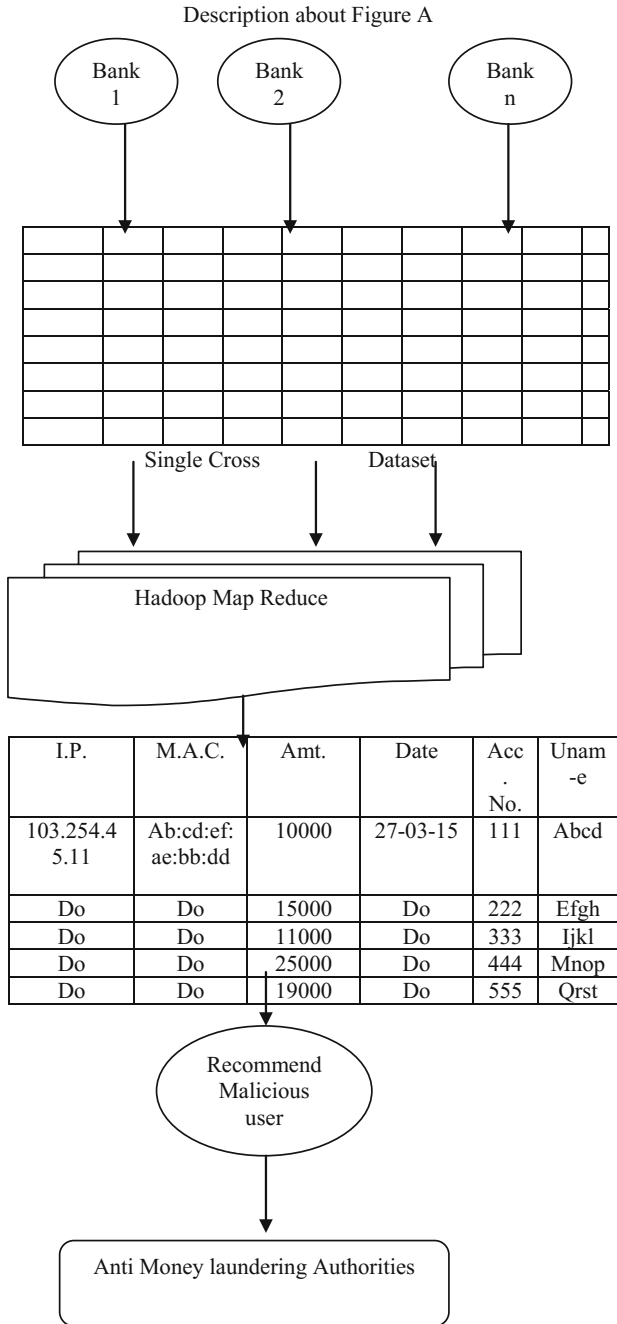 Description about Figure A
Bank
1
Bank
2
Bank
n
Single Cross Dataset
Hadoop Map Reduce
I.P. M.A.C. Amt. Date Acc Unam
. -e
No.
103.254.4 Ab:cd:ef: 10000 27-03-15 111 Abcd
5.11 ae:bb:dd
Do Do 15000 Do 222 Efgh
Do Do 11000 Do 333 Ijkl
Do Do 25000 Do 444 Mnop
Do Do 19000 Do 555 Qrst
Recommend
Malicious
user
Anti Money laundering Authorities